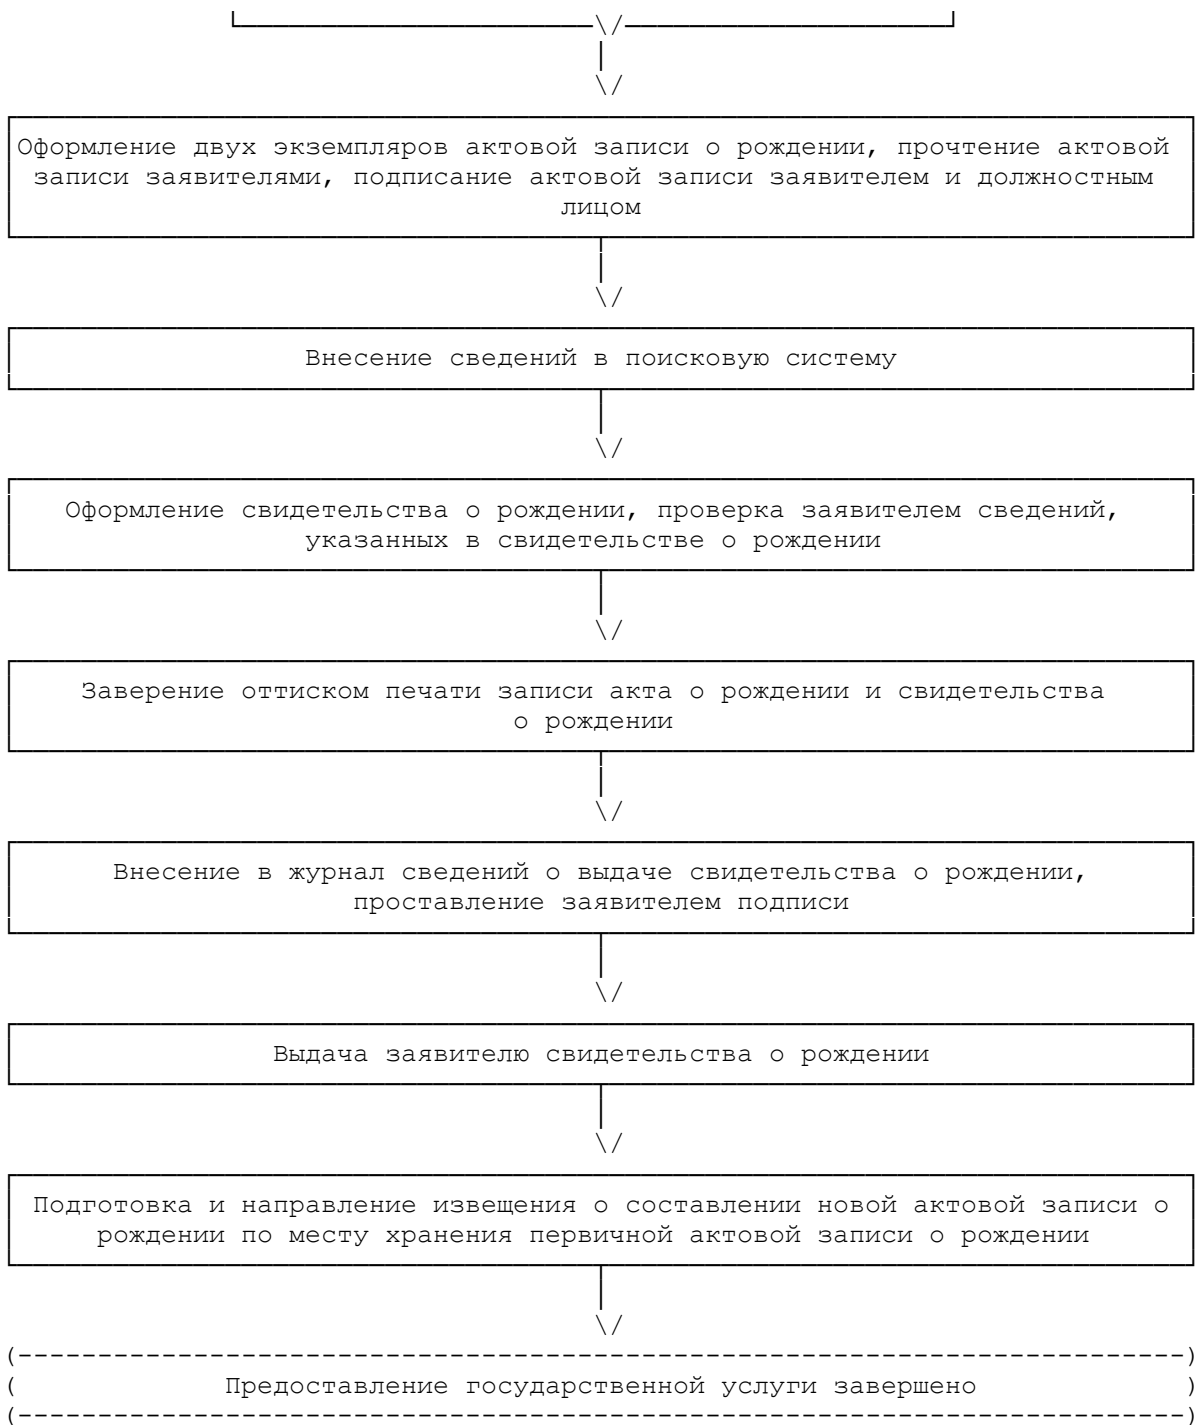 Оформление двух экземпляров актовой записи о рождении, прочтение актовой
записи заявителями, подписание актовой записи заявителем и должностным
лицом
Внесение сведений в поисковую систему
Оформление свидетельства о рождении, проверка заявителем сведений,
указанных в свидетельстве о рождении
Заверение оттиском печати записи акта о рождении и свидетельства
о рождении
Внесение в журнал сведений о выдаче свидетельства о рождении,
проставление заявителем подписи
Выдача заявителю свидетельства о рождении
Подготовка и направление извещения о составлении новой актовой записи о
рождении по месту хранения первичной актовой записи о рождении
Предоставление государственной услуги завершено